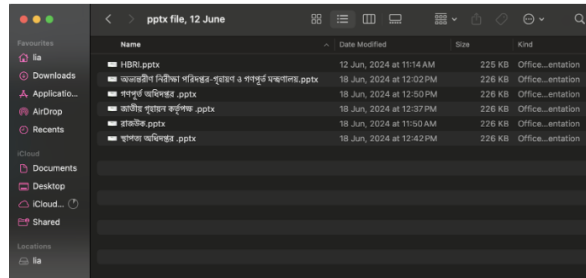 pptx file, 12 June
Favourites
lia
Downloads
Applicatio...
AirDrop
Recents
iCloud
Documents
Desktop
iCloud...
Shared
Locations
lia
Name Date Modified Size Kind
HBRI.pptx 12 Jun, 2024 at 11:14 AM 225 KB Office...entation
অভ্যন্তরীণ নিরীক্ষা পরিদপ্তর-গৃহায়ণ ও গণপূর্ত মন্ত্রণালয়.pptx 18 Jun, 2024 at 12:02 PM 226 KB Office...entation
গণপূর্ত অধিদপ্তর .pptx 18 Jun, 2024 at 12:50 PM 226 KB Office...entation
জাতীয় গৃহায়ন কর্তৃপক্ষ .pptx 18 Jun, 2024 at 12:37 PM 226 KB Office...entation
রাজউক.pptx 18 Jun, 2024 at 11:50 AM 226 KB Office...entation
স্থাপত্য অধিদপ্তর .pptx 18 Jun, 2024 at 12:42 PM 226 KB Office...entation